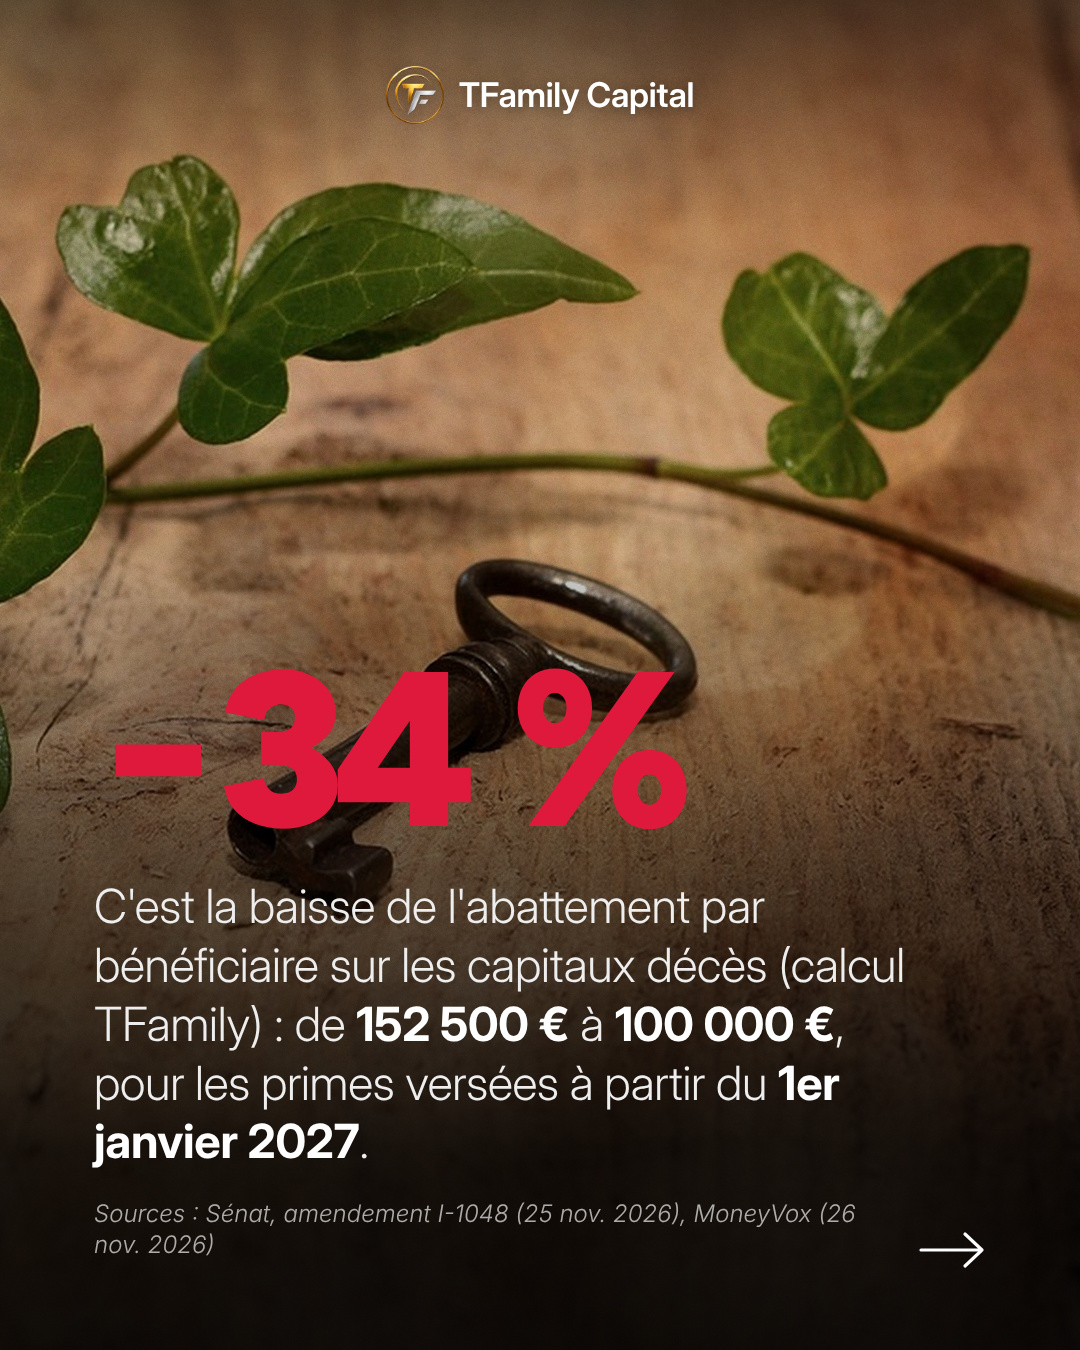 TF TFamily Capital
-34 %
C'est la baisse de l'abattement par
bénéficiaire sur les capitaux décès (calcul
TFamily) : de 152 500 € à 100 000 €,
pour les primes versées à partir du 1er
janvier 2027.
Sources : Sénat, amendement I-1048 (25 nov. 2026), MoneyVox (26
nov. 2026)